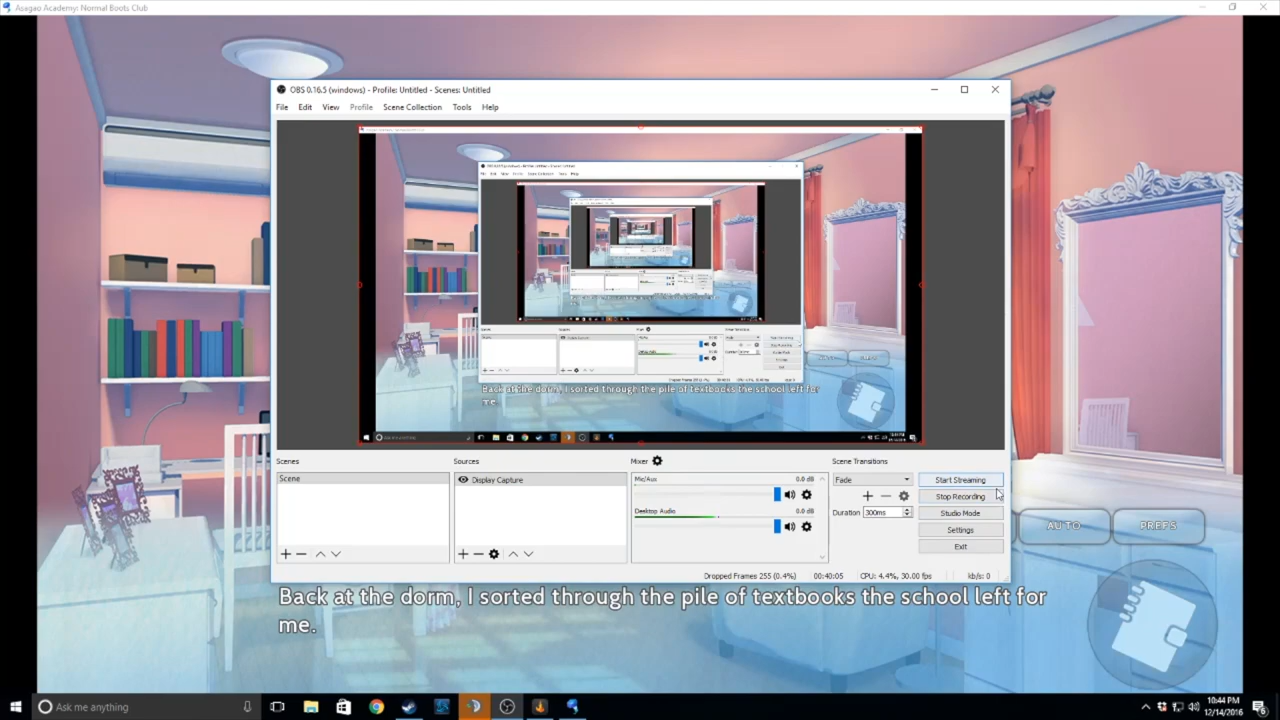 Asagao Academy: Normal Boots Club
OBS 0.16.5 (windows) - Profile: Untitled - Scenes: Untitled
File Edit View Profile Scene Collection Tools Help
Back at the dorm, I sorted through the pile of textbooks the school left for
me.
Scenes Sources Mixer Scene Transitions
Scene
Display Capture
Mic/Aux 0.0 dB
Desktop Audio 0.0 dB
Fade
Duration 300ms
Start Streaming
Stop Recording
Studio Mode
Settings
Exit
Dropped Frames 255 (0.4%) 00:40:05 CPU: 4.4%, 30.00 fps kb/s: 0
AUTO PREFS
Back at the dorm, I sorted through the pile of textbooks the school left for
me.
Ask me anything
10:44 PM
12/14/2016